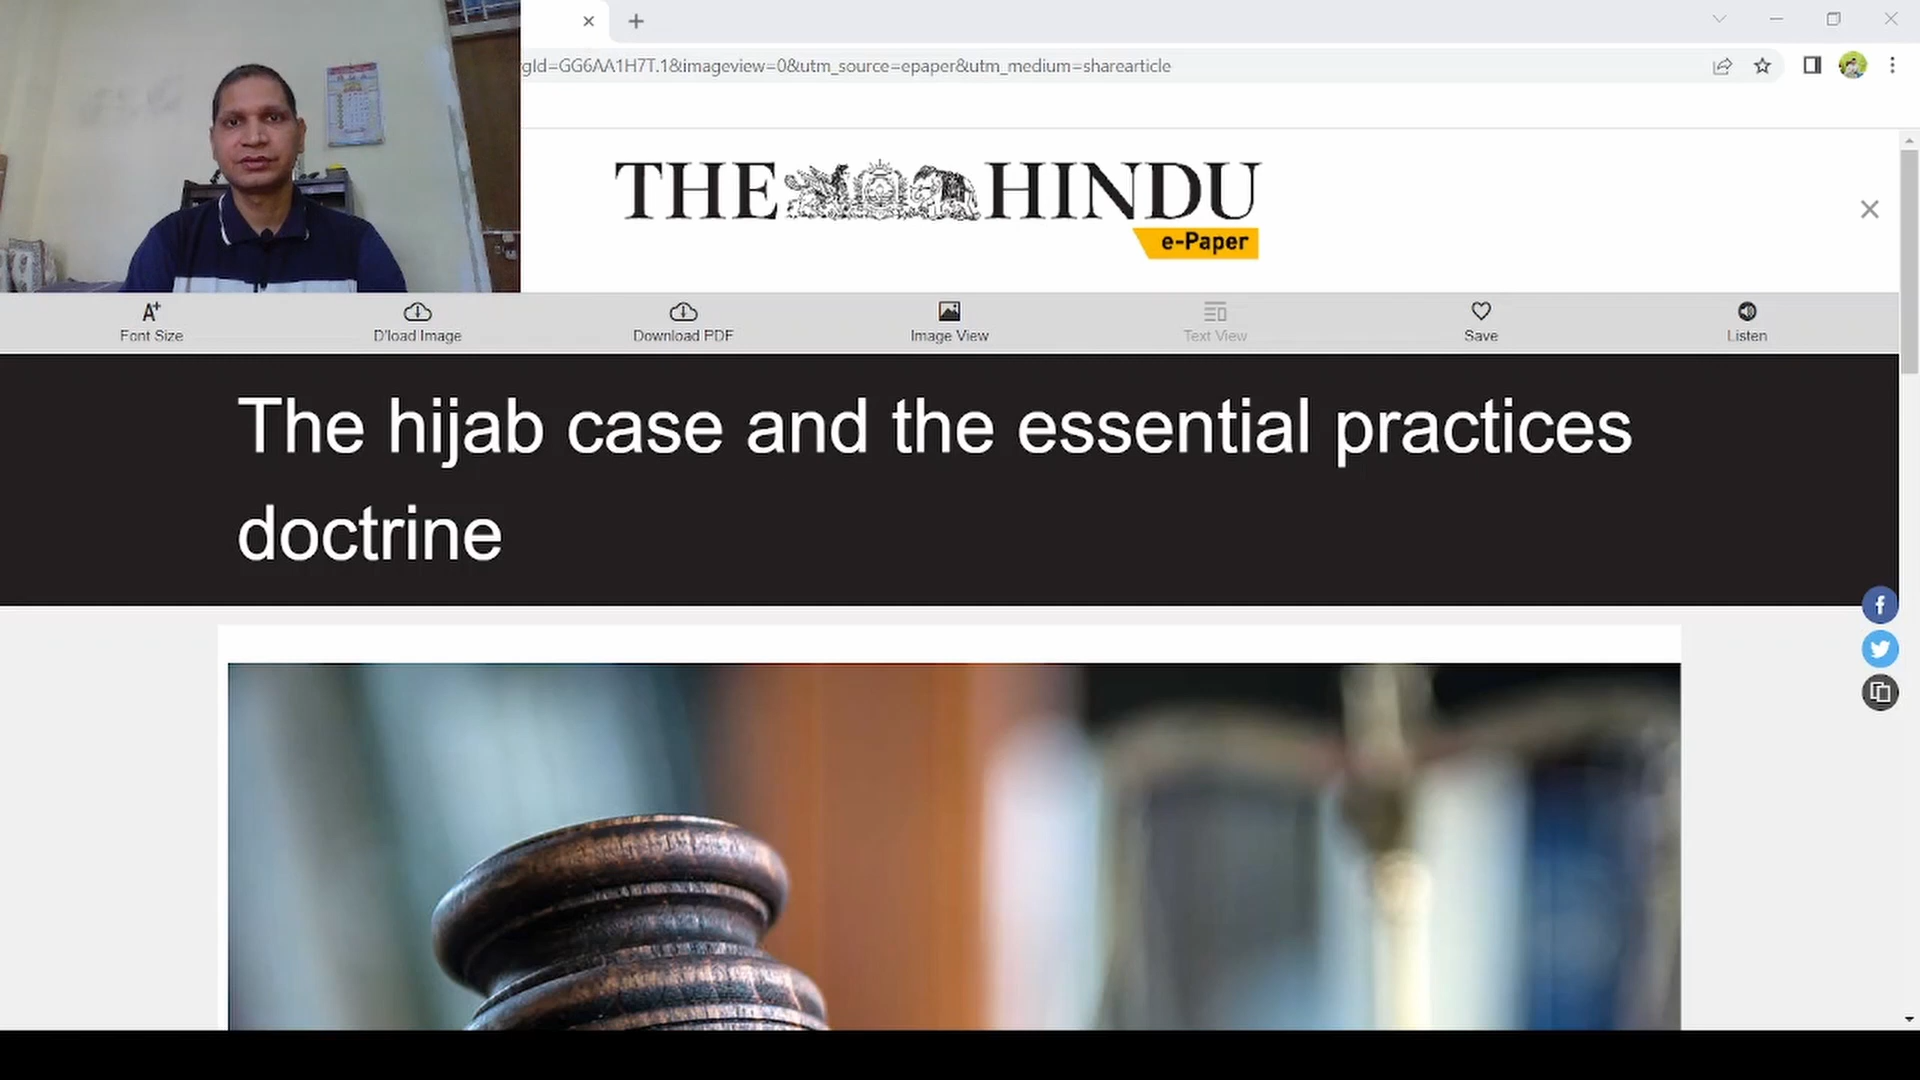 gId=GG6AA1H7T.1&imageview=0&utm_source=epaper&utm_medium=sharearticle
THE HINDU
e-Paper
Font Size
D'load Image
Download PDF
Image View
Text View
Save
Listen
The hijab case and the essential practices
doctrine